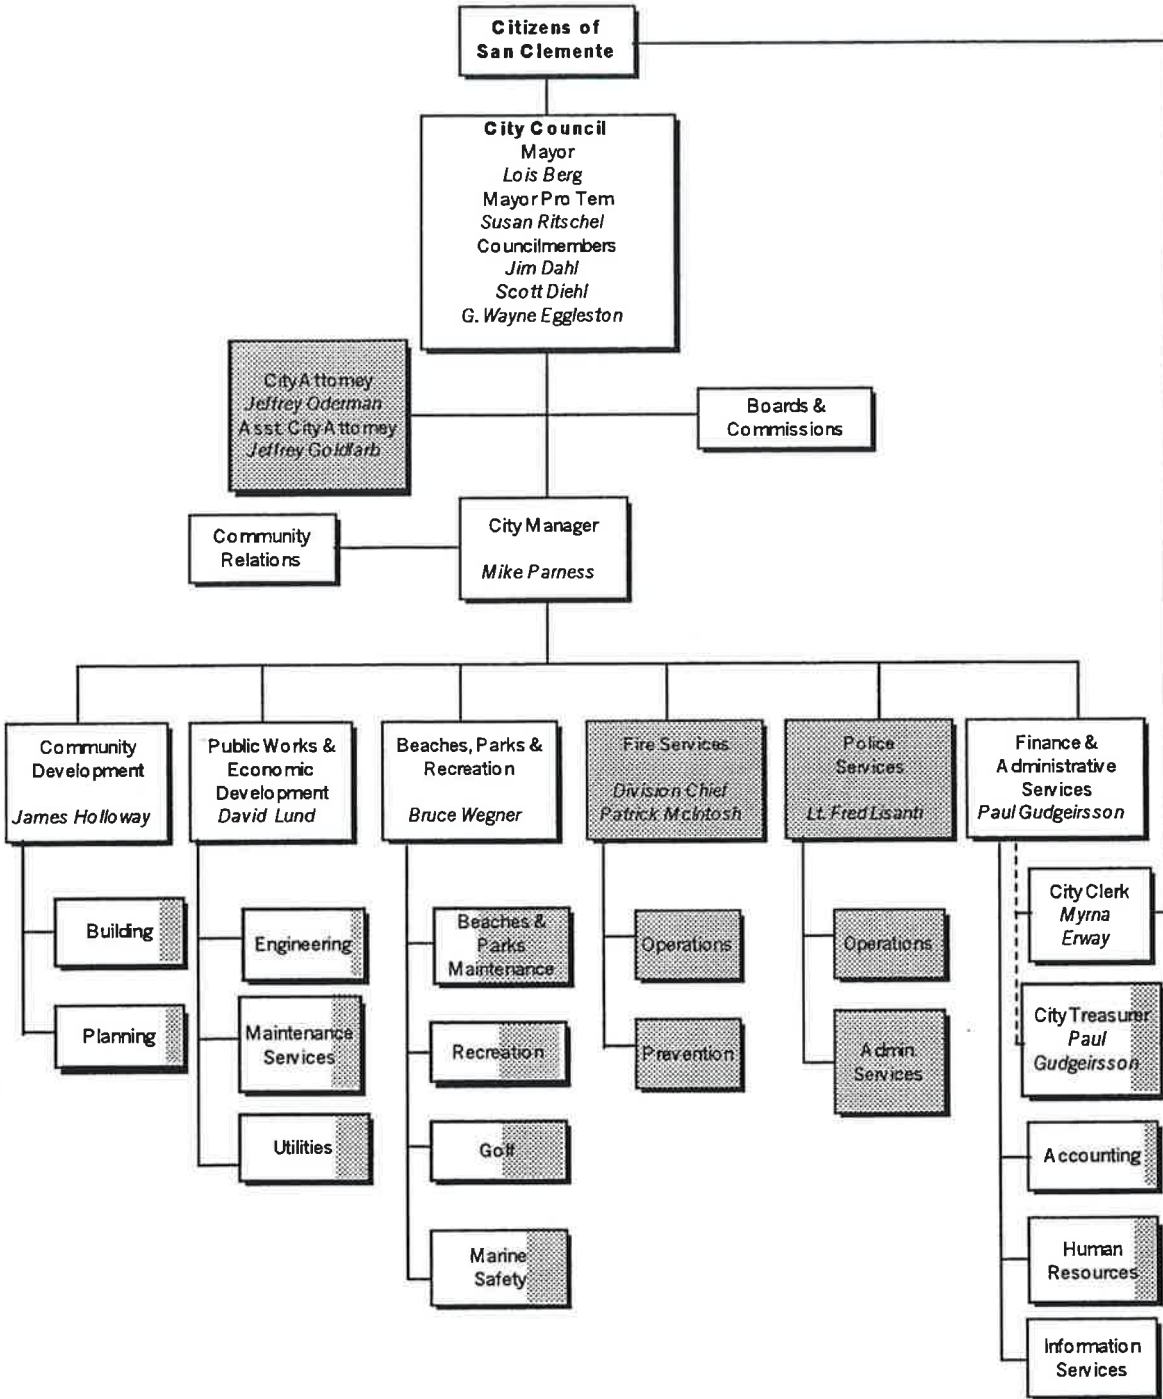 Citizens of
San Clemente
City Council
Mayor
Lois Berg
Mayor Pro Tem
Susan Ritschel
Councilmembers
Jim Dahl
Scott Diehl
G. Wayne Eggleston
City Attorney
Jeffrey Oderman
Asst. City Attorney
Jeffrey Goldfarb
Boards &
Commissions
Community
Relations
City Manager
Mike Parness
Community
Development
James Holloway
Building
Planning
Public Works &
Economic
Development
David Lund
Engineering
Maintenance
Services
Utilities
Beaches, Parks &
Recreation
Bruce Wegner
Beaches &
Parks
Maintenance
Recreation
Golf
Marine
Safety
Fire Services
Division Chief
Patrick McIntosh
Operations
Prevention
Police
Services
Lt. Fred Lisanti
Operations
Admin.
Services
Finance &
Administrative
Services
Paul Gudgeirsson
City Clerk
Myrna
Erway
City Treasurer
Paul
Gudgeirsson
Accounting
Human
Resources
Information
Services